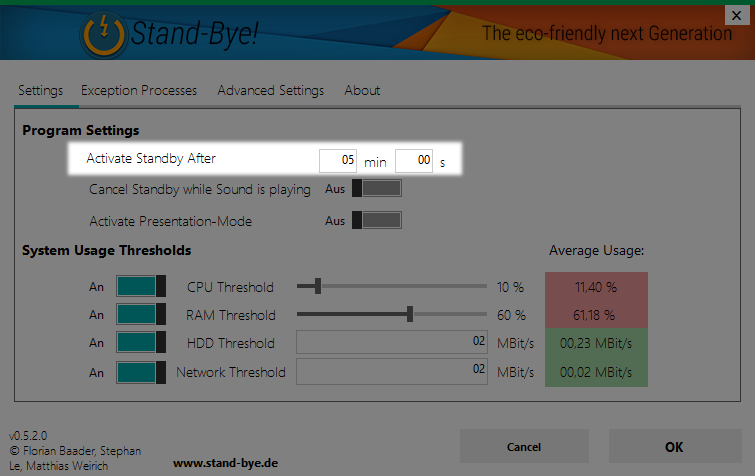 Stand-Bye!
The eco-friendly next Generation
Settings Exception Processes Advanced Settings About
Program Settings
Activate Standby After 05 min 00 s
Cancel Standby while Sound is playing Aus
Activate Presentation-Mode Aus
System Usage Thresholds Average Usage:
An CPU Threshold 10 % 11,40 %
An RAM Threshold 60 % 61,18 %
An HDD Threshold 02 MBit/s 00,23 MBit/s
An Network Threshold 02 MBit/s 00,02 MBit/s
v0.5.2.0
© Florian Baader, Stephan
Le, Matthias Weirich
www.stand-bye.de
Cancel
OK